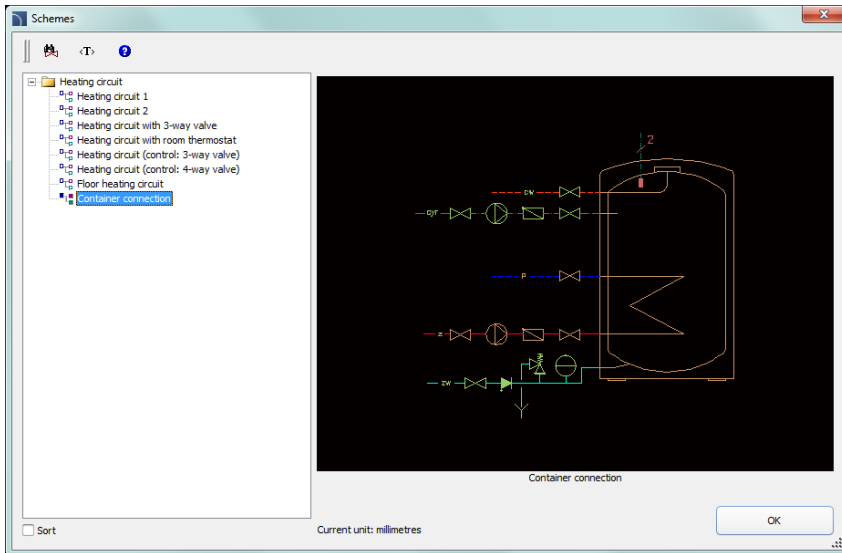 Schemes
‹T›
?
Heating circuit
Heating circuit 1
Heating circuit 2
Heating circuit with 3-way valve
Heating circuit with room thermostat
Heating circuit (control: 3-way valve)
Heating circuit (control: 4-way valve)
Floor heating circuit
Container connection
2
cw
cyr
p
z
zw
Container connection
Sort
Current unit: millimetres
OK